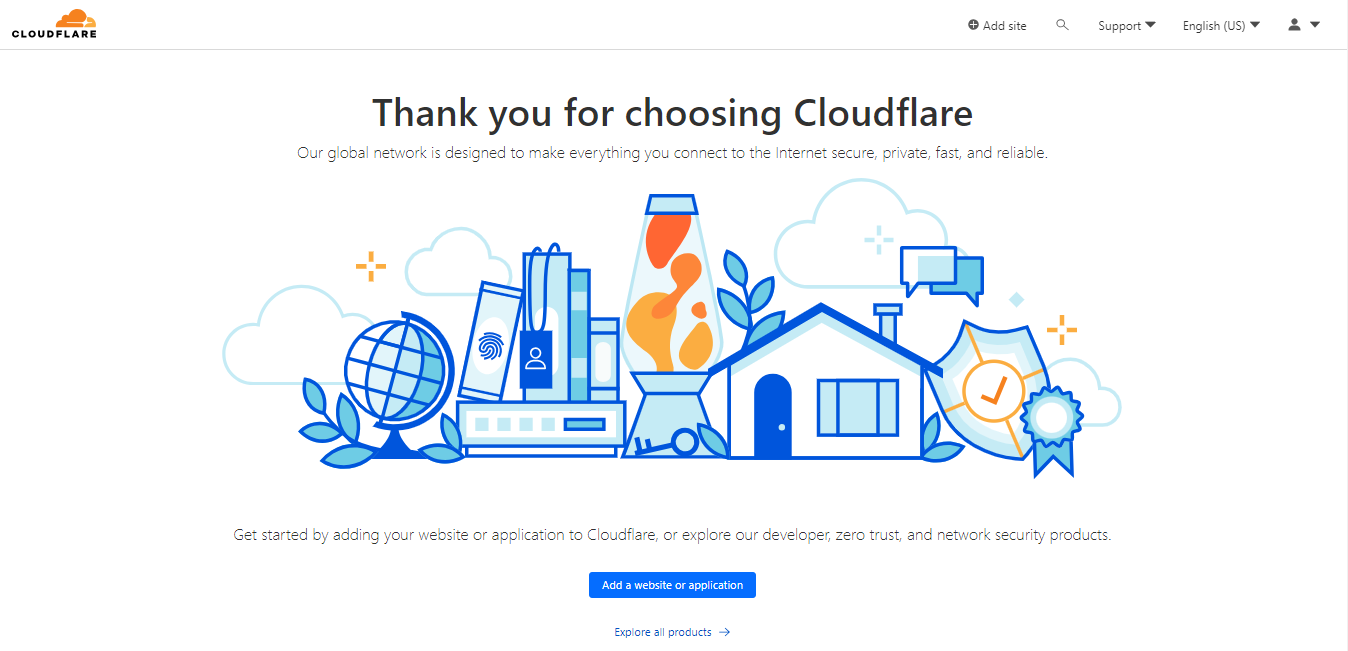 CLOUDFLARE
Add site
Support
English (US)
Thank you for choosing Cloudflare
Our global network is designed to make everything you connect to the Internet secure, private, fast, and reliable.
Get started by adding your website or application to Cloudflare, or explore our developer, zero trust, and network security products.
Add a website or application
Explore all products